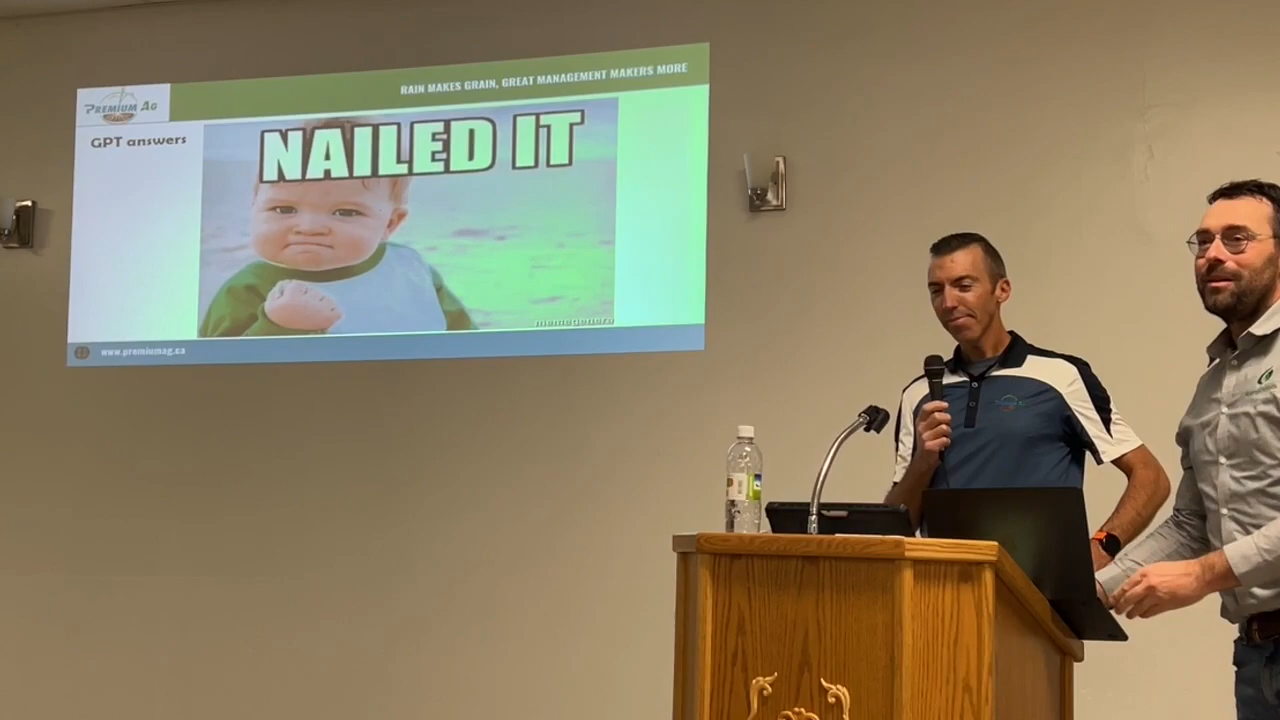 RAIN MAKES GRAIN, GREAT MANAGEMENT MAKERS MORE
PREMIUM AG
GPT answers
NAILED IT
memegenera
www.premiumag.ca